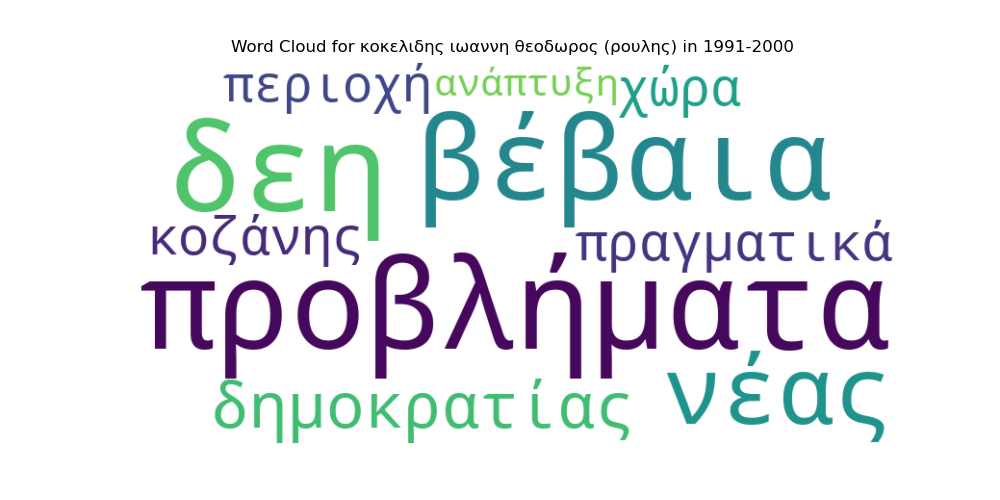 Word Cloud for κοκελιδης ιωαννη θεοδωρος (ρουλης) in 1991-2000
περιοχή ανάπτυξη χώρα
δεη βέβαια
κοζάνης πραγματικά
προβλήματα
δημοκρατίας νέας